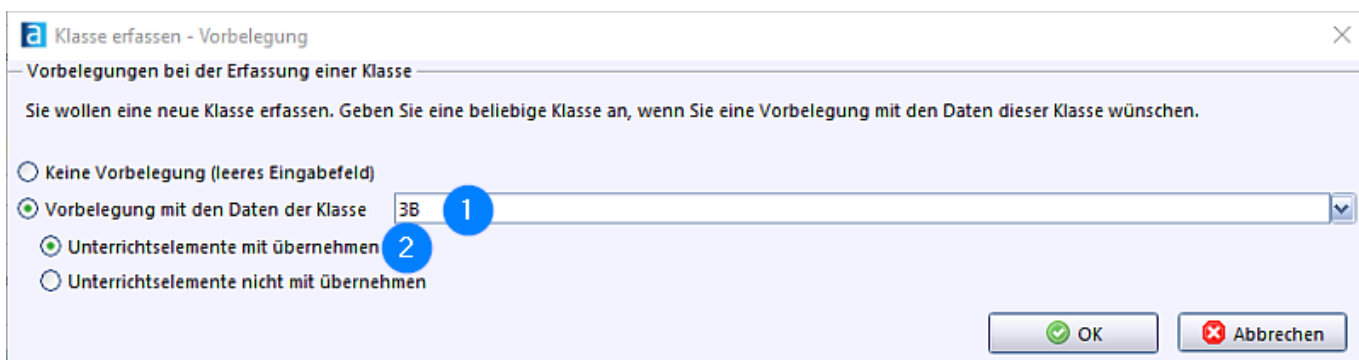 a Klasse erfassen - Vorbelegung
Vorbelegungen bei der Erfassung einer Klasse
Sie wollen eine neue Klasse erfassen. Geben Sie eine beliebige Klasse an, wenn Sie eine Vorbelegung mit den Daten dieser Klasse wünschen.
Keine Vorbelegung (leeres Eingabefeld)
Vorbelegung mit den Daten der Klasse 3B 1
Unterrichtselemente mit übernehmen 2
Unterrichtselemente nicht mit übernehmen
OK Abbrechen